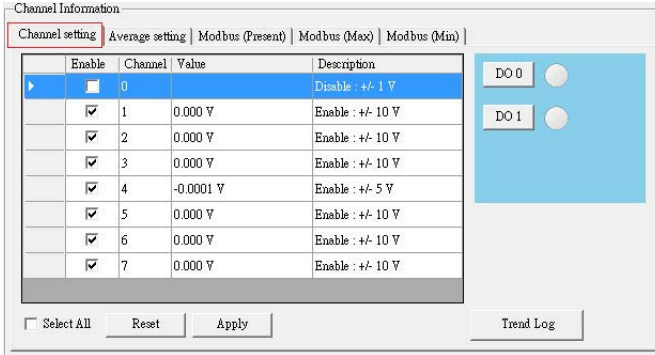 Channel Information
Channel setting Average setting Modbus (Present) Modbus (Max) Modbus (Min)
Enable Channel Value Description
0 Disable : +/- 1 V
1 0.000 V Enable : +/- 10 V
2 0.000 V Enable : +/- 10 V
3 0.000 V Enable : +/- 10 V
4 -0.0001 V Enable : +/- 5 V
5 0.000 V Enable : +/- 10 V
6 0.000 V Enable : +/- 10 V
7 0.000 V Enable : +/- 10 V
DO 0
DO 1
Select All Reset Apply Trend Log